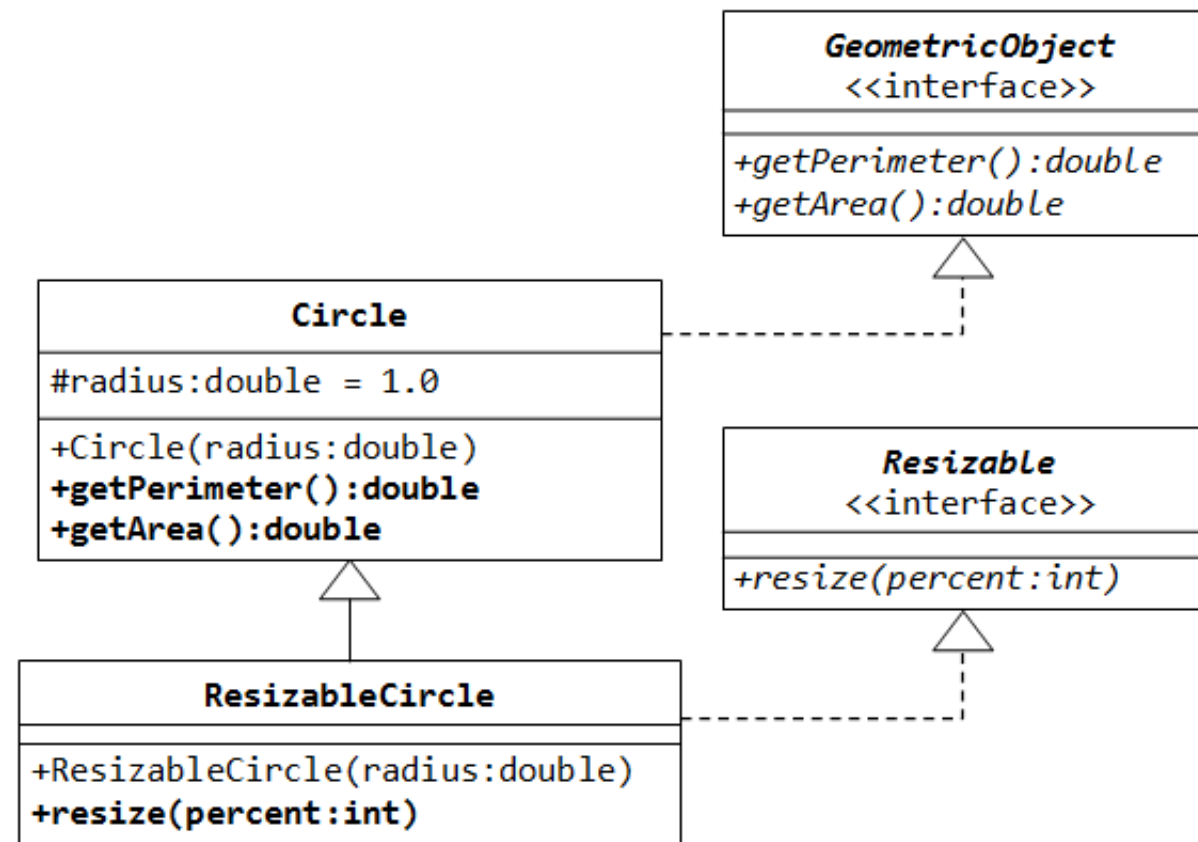 GeometricObject
<<interface>>
+getPerimeter():double
+getArea():double
Circle
#radius:double = 1.0
+Circle(radius:double)
+getPerimeter():double
+getArea():double
Resizable
<<interface>>
+resize(percent:int)
ResizableCircle
+ResizableCircle(radius:double)
+resize(percent:int)